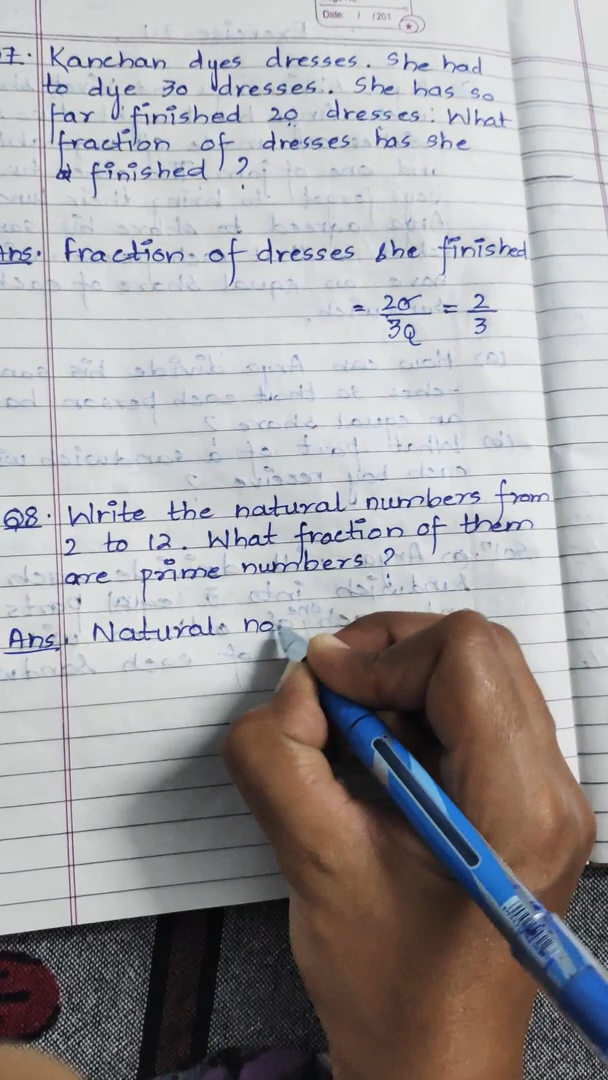 Date: / /201
7. Kanchan dyes dresses. She had
to dye 30 dresses. She has so
far finished 20 dresses. What
fraction of dresses has she
finished ?
Ans. fraction of dresses she finished
= 20/30 = 2/3
Q8. Write the natural numbers from
2 to 12. What fraction of them
are prime numbers ?
Ans. Natural no